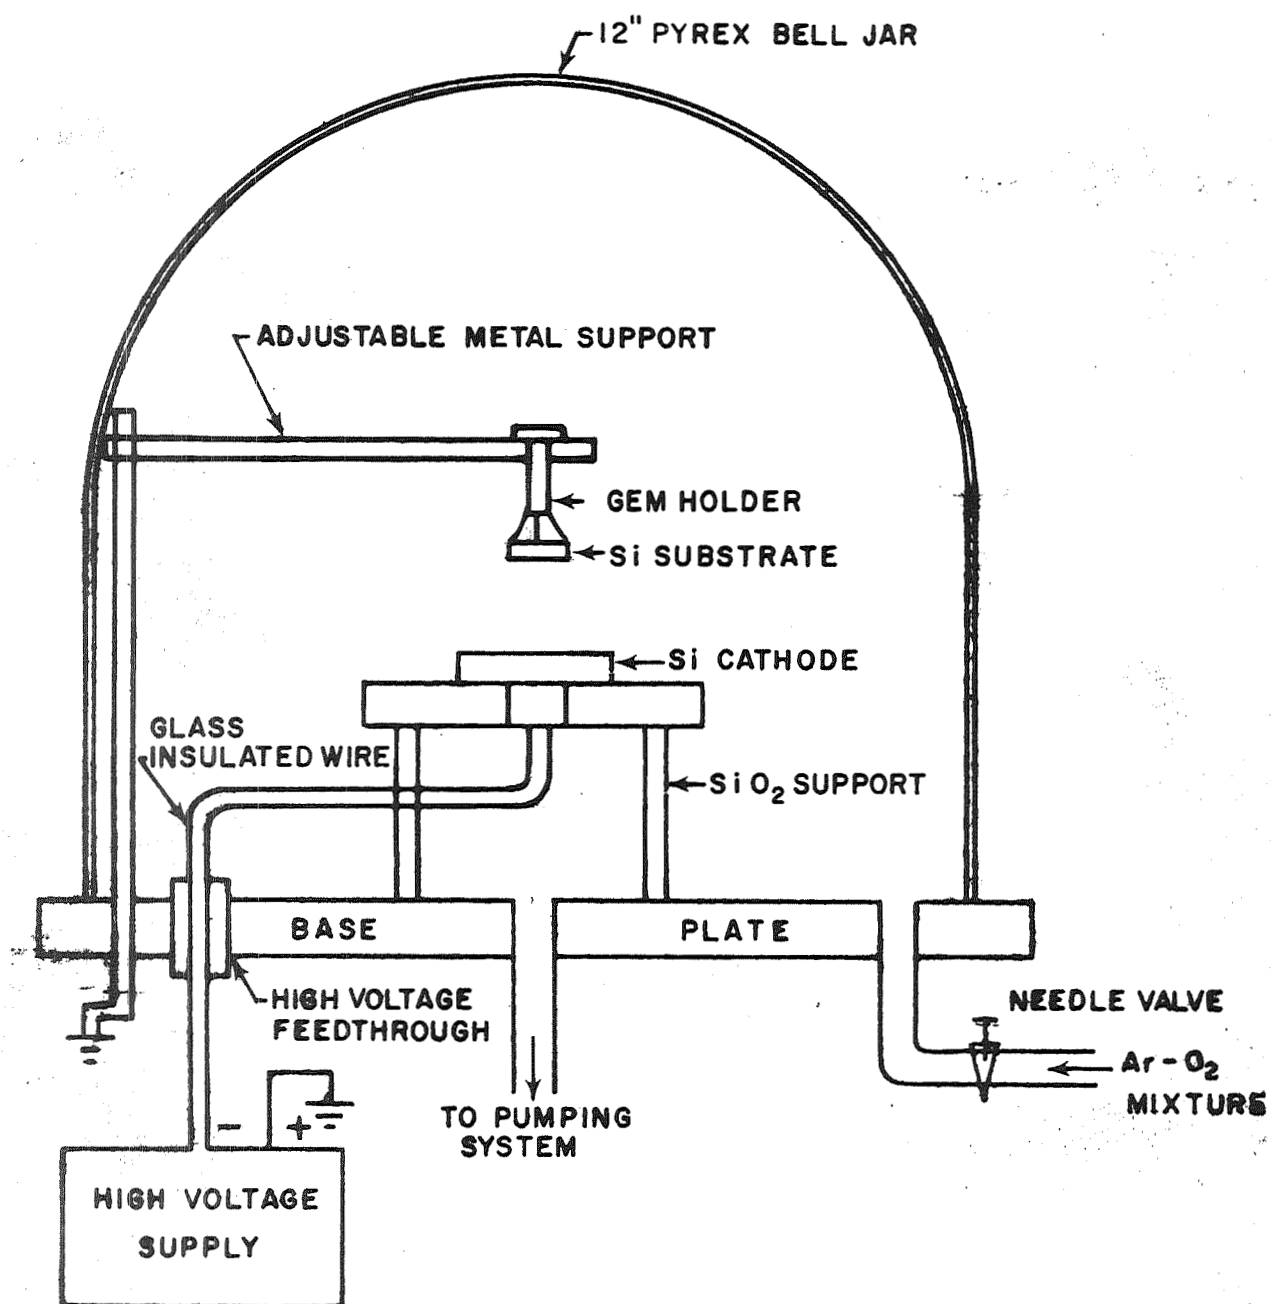 12" PYREX BELL JAR
ADJUSTABLE METAL SUPPORT
GEM HOLDER
Si SUBSTRATE
Si CATHODE
GLASS
INSULATED WIRE
SiO₂ SUPPORT
BASE PLATE
HIGH VOLTAGE
FEEDTHROUGH
NEEDLE VALVE
Ar-O₂
MIXTURE
TO PUMPING
SYSTEM
- +
HIGH VOLTAGE
SUPPLY